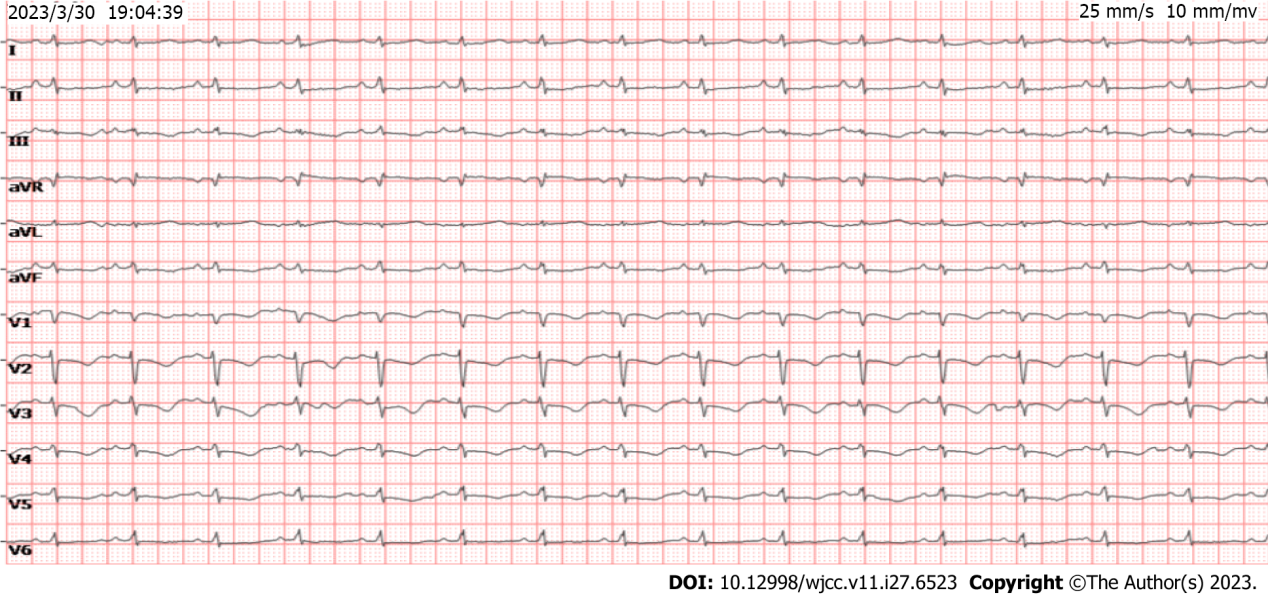 2023/3/30 19:04:39
25 mm/s 10 mm/mv
I
II
III
aVR
aVL
aVF
V1
V2
V3
V4
V5
V6
DOI: 10.12998/wjcc.v11.i27.6523 Copyright ©The Author(s) 2023.